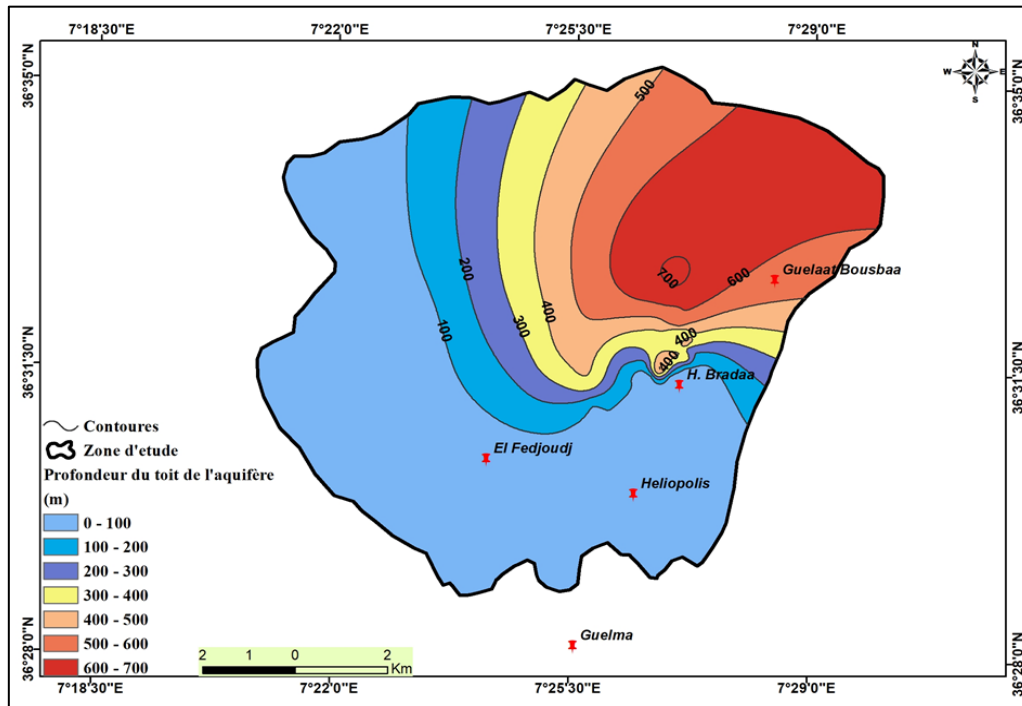 7°18'30"E 7°22'0"E 7°25'30"E 7°29'0"E
36°35'0"N
36°35'0"N
N
W E
S
500
700
600
Guelaat Bousbaa
200
400
300
100
400
400
H. Bradaa
36°31'30"N
36°31'30"N
El Fedjoudj
Heliopolis
Contoures
Zone d'etude
Profondeur du toit de l'aquifère
(m)
0 - 100
100 - 200
200 - 300
300 - 400
400 - 500
500 - 600
600 - 700
Guelma
2 1 0 2
Km
36°28'0"N
36°28'0"N
7°18'30"E 7°22'0"E 7°25'30"E 7°29'0"E